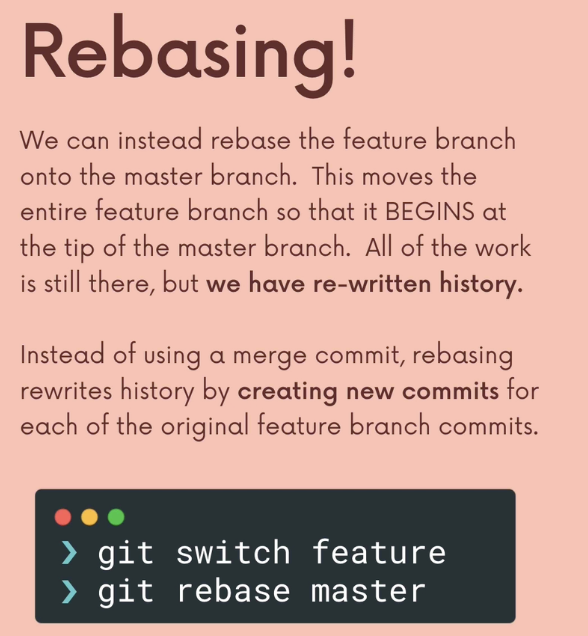 Rebasing!
We can instead rebase the feature branch
onto the master branch.  This moves the
entire feature branch so that it BEGINS at
the tip of the master branch.  All of the work
is still there, but we have re-written history.
Instead of using a merge commit, rebasing
rewrites history by creating new commits for
each of the original feature branch commits.
❯ git switch feature
❯ git rebase master